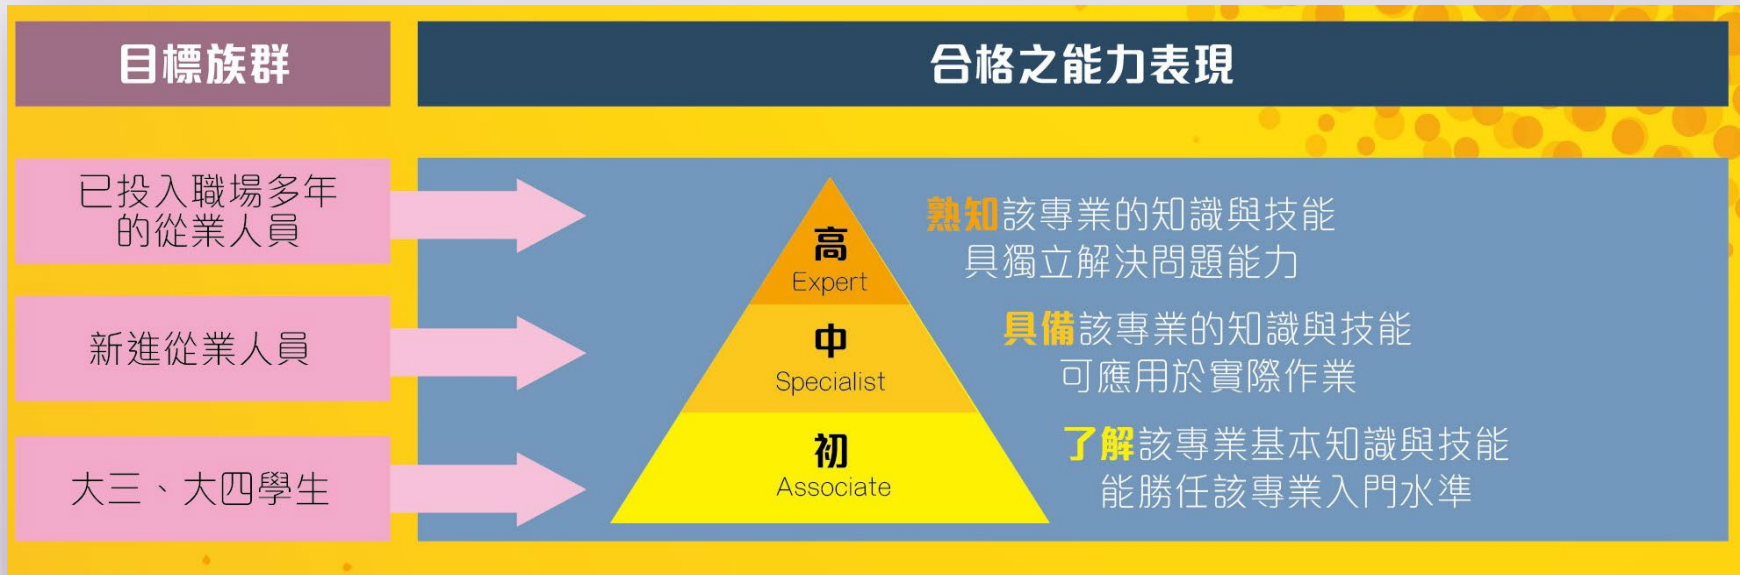 目標族群
合格之能力表現
已投入職場多年
的從業人員
高
Expert
熟知該專業的知識與技能
具獨立解決問題能力
新進從業人員
中
Specialist
具備該專業的知識與技能
可應用於實際作業
大三、大四學生
初
Associate
了解該專業基本知識與技能
能勝任該專業入門水準